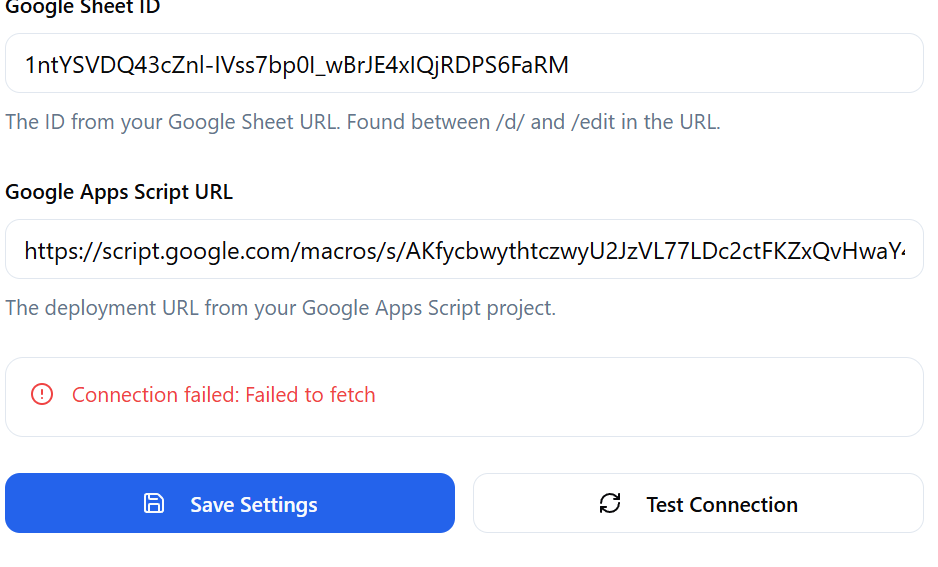 Google Sheet ID
1ntYSVDQ43cZnl-IVss7bp0I_wBrJE4xIQjRDPS6FaRM
The ID from your Google Sheet URL. Found between /d/ and /edit in the URL.
Google Apps Script URL
https://script.google.com/macros/s/AKfycbwythtczwyU2JzVL77LDc2ctFKZxQvHwaY4
The deployment URL from your Google Apps Script project.
Connection failed: Failed to fetch
Save Settings
Test Connection